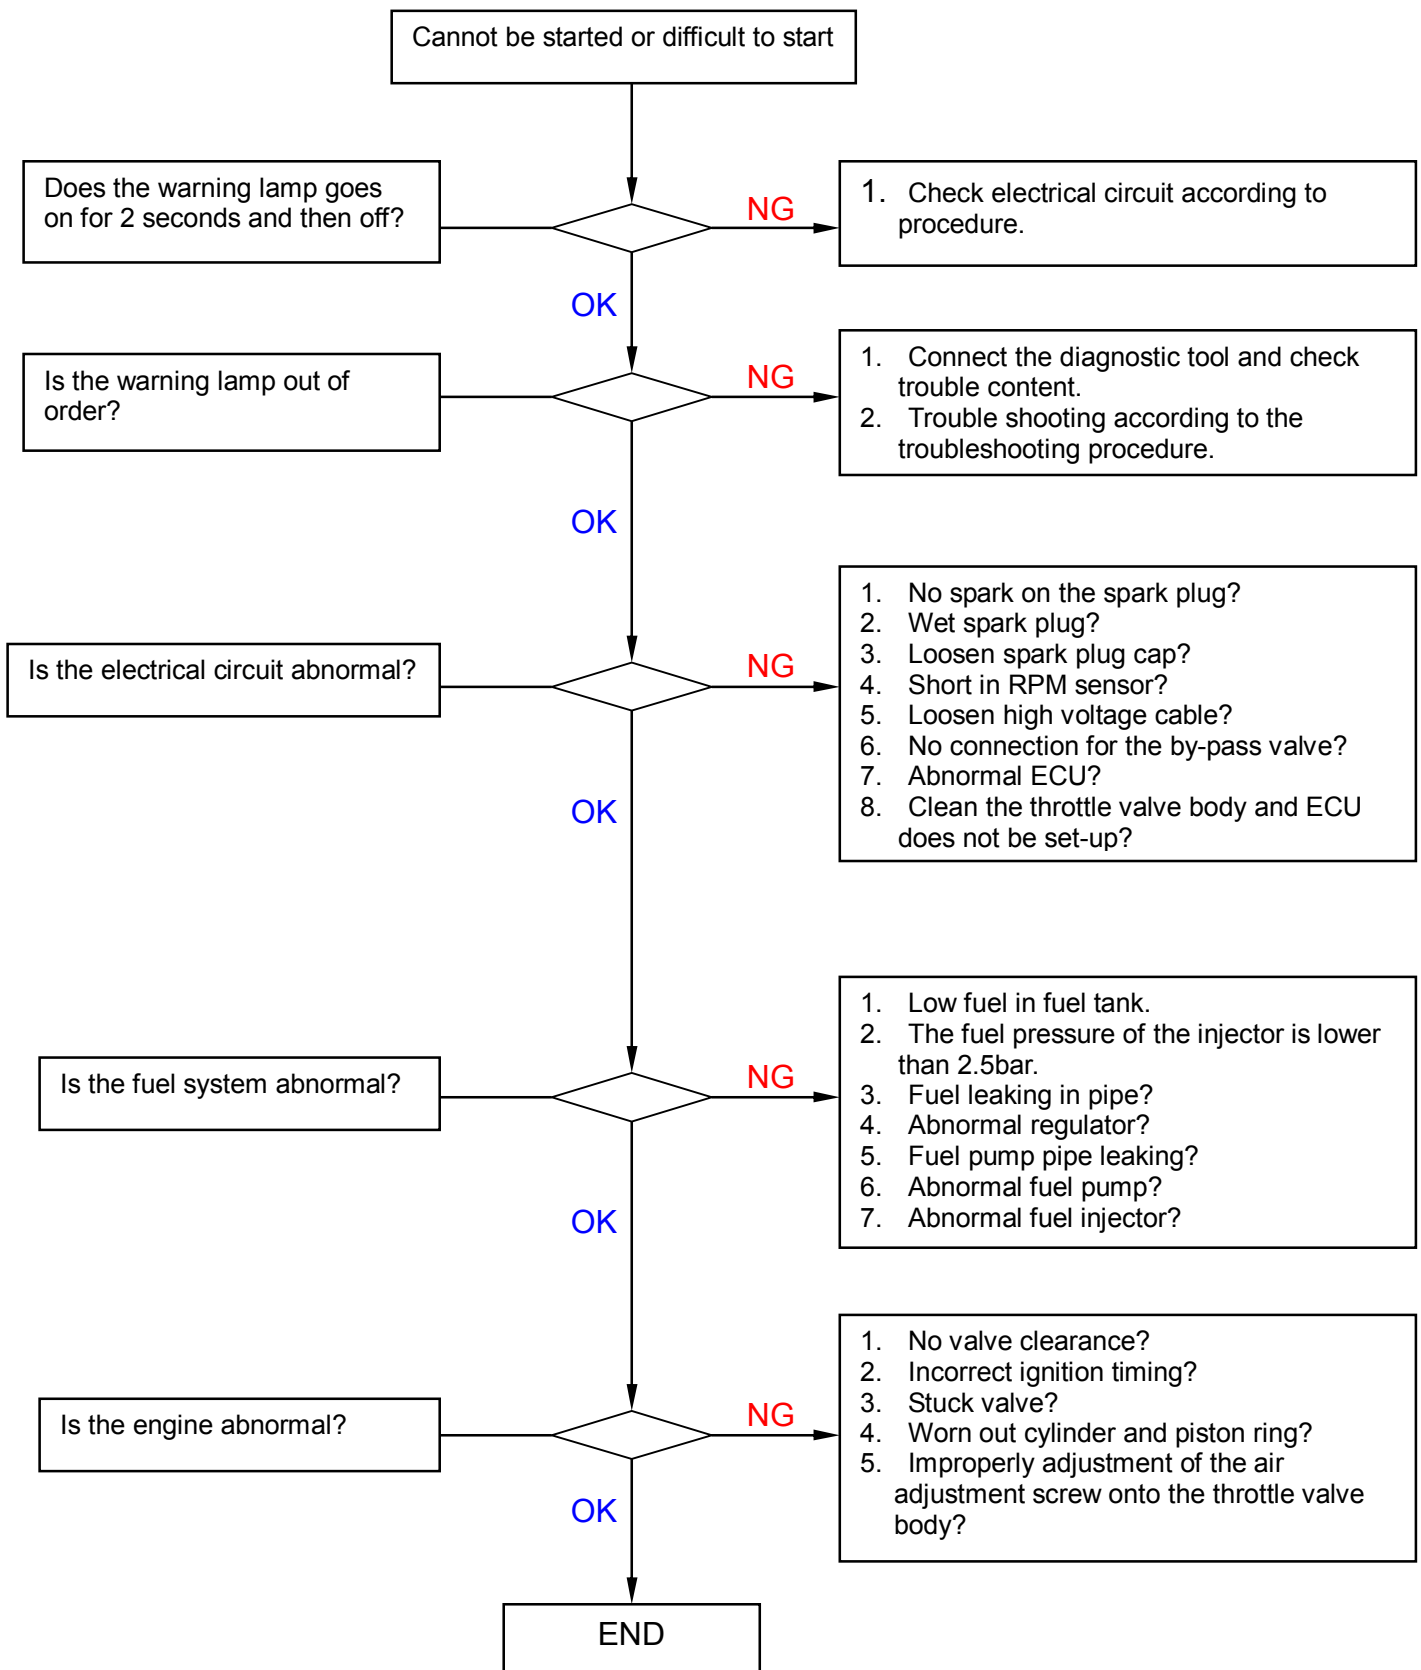 Cannot be started or difficult to start
Does the warning lamp goes
on for 2 seconds and then off?
NG
1. Check electrical circuit according to
procedure.
OK
Is the warning lamp out of
order?
NG
1. Connect the diagnostic tool and check
trouble content.
2. Trouble shooting according to the
troubleshooting procedure.
OK
Is the electrical circuit abnormal?
NG
1. No spark on the spark plug?
2. Wet spark plug?
3. Loosen spark plug cap?
4. Short in RPM sensor?
5. Loosen high voltage cable?
6. No connection for the by-pass valve?
7. Abnormal ECU?
8. Clean the throttle valve body and ECU
does not be set-up?
OK
Is the fuel system abnormal?
NG
1. Low fuel in fuel tank.
2. The fuel pressure of the injector is lower
than 2.5bar.
3. Fuel leaking in pipe?
4. Abnormal regulator?
5. Fuel pump pipe leaking?
6. Abnormal fuel pump?
7. Abnormal fuel injector?
OK
Is the engine abnormal?
NG
1. No valve clearance?
2. Incorrect ignition timing?
3. Stuck valve?
4. Worn out cylinder and piston ring?
5. Improperly adjustment of the air
adjustment screw onto the throttle valve
body?
OK
END